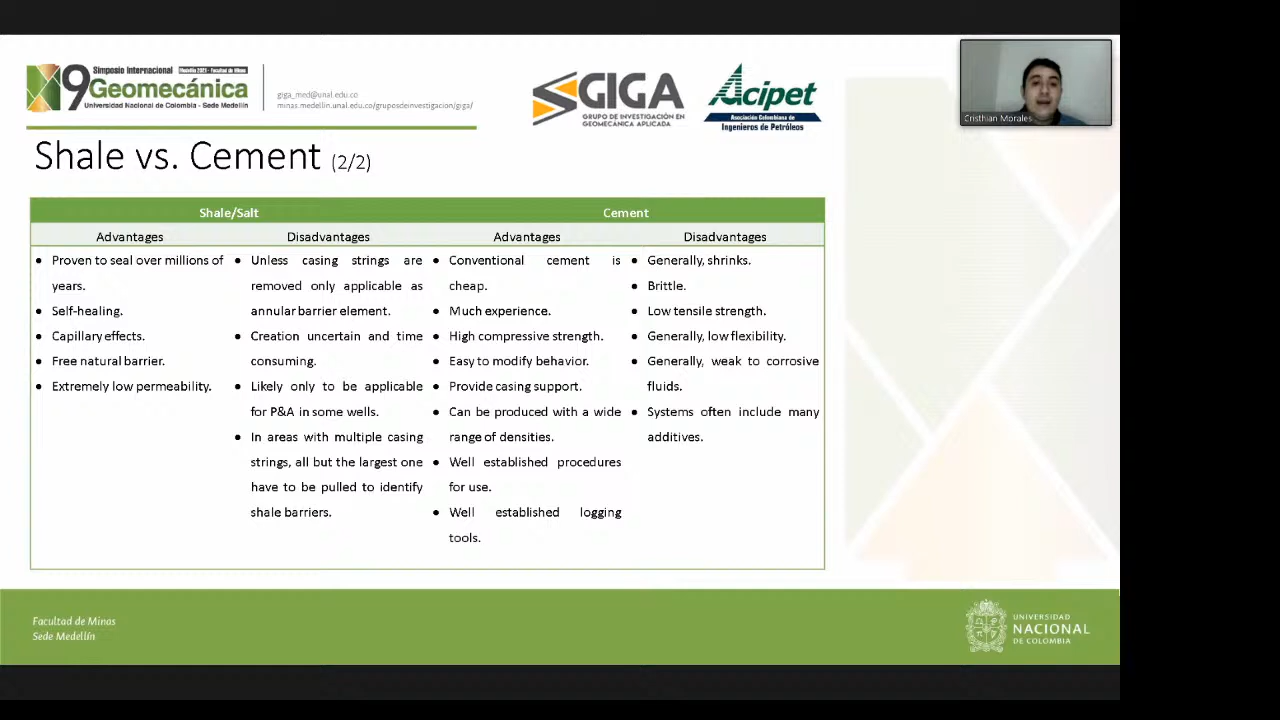 Simposio Internacional
Medellín 2021 - Facultad de Minas
9 Geomecánica
Universidad Nacional de Colombia - Sede Medellín
giga_med@unal.edu.co
minas.medellin.unal.edu.co/gruposdeinvestigacion/giga/
GIGA
GRUPO DE INVESTIGACIÓN EN
GEOMECÁNICA APLICADA
Acipet
Asociación Colombiana de
Ingenieros de Petróleos
Cristhian Morales
Shale vs. Cement (2/2)
Shale/Salt
Cement
Advantages
Disadvantages
Advantages
Disadvantages
• Proven to seal over millions of
years.
• Self-healing.
• Capillary effects.
• Free natural barrier.
• Extremely low permeability.
• Unless casing strings are
removed only applicable as
annular barrier element.
• Creation uncertain and time
consuming.
• Likely only to be applicable
for P&A in some wells.
• In areas with multiple casing
strings, all but the largest one
have to be pulled to identify
shale barriers.
• Conventional cement is
cheap.
• Much experience.
• High compressive strength.
• Easy to modify behavior.
• Provide casing support.
• Can be produced with a wide
range of densities.
• Well established procedures
for use.
• Well established logging
tools.
• Generally, shrinks.
• Brittle.
• Low tensile strength.
• Generally, low flexibility.
• Generally, weak to corrosive
fluids.
• Systems often include many
additives.
Facultad de Minas
Sede Medellín
UNIVERSIDAD
NACIONAL
DE COLOMBIA